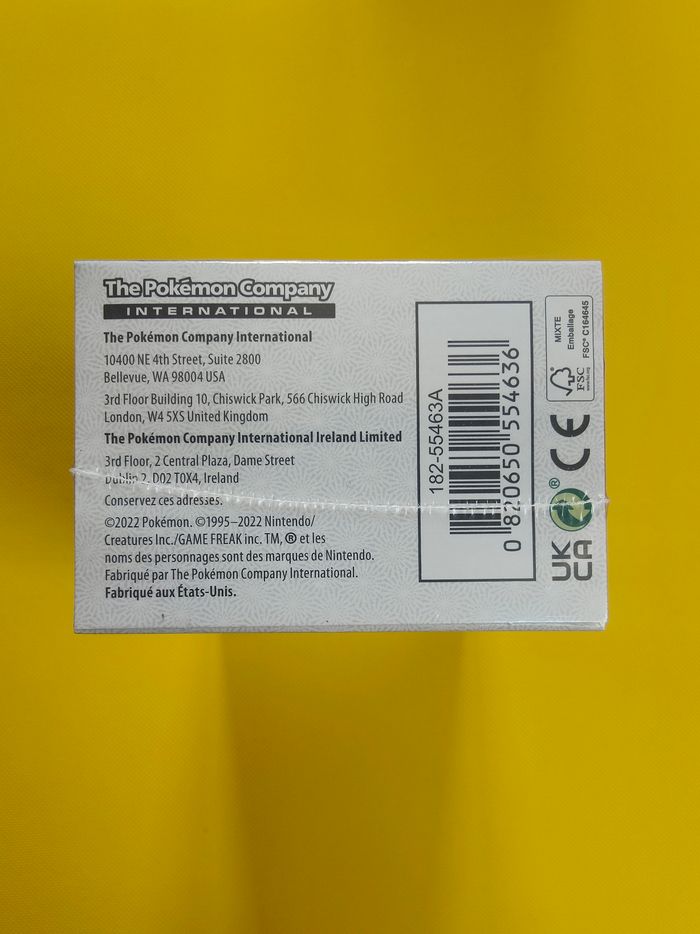 The Pokémon Company
INTERNATIONAL
The Pokémon Company International
10400 NE 4th Street, Suite 2800
Bellevue, WA 98004 USA
3rd Floor Building 10, Chiswick Park, 566 Chiswick High Road
London, W4 5XS United Kingdom
The Pokémon Company International Ireland Limited
3rd Floor, 2 Central Plaza, Dame Street
Dublin 2, D02 T0X4, Ireland
Conservez ces adresses.
©2022 Pokémon. ©1995–2022 Nintendo/
Creatures Inc./GAME FREAK inc. TM, ® et les
noms des personnages sont des marques de Nintendo.
Fabriqué par The Pokémon Company International.
Fabriqué aux États-Unis.
182-55463A
0 820650 554636
MIXTE
Emballage
FSC® C164645
FSC
CE
®
UK
CA